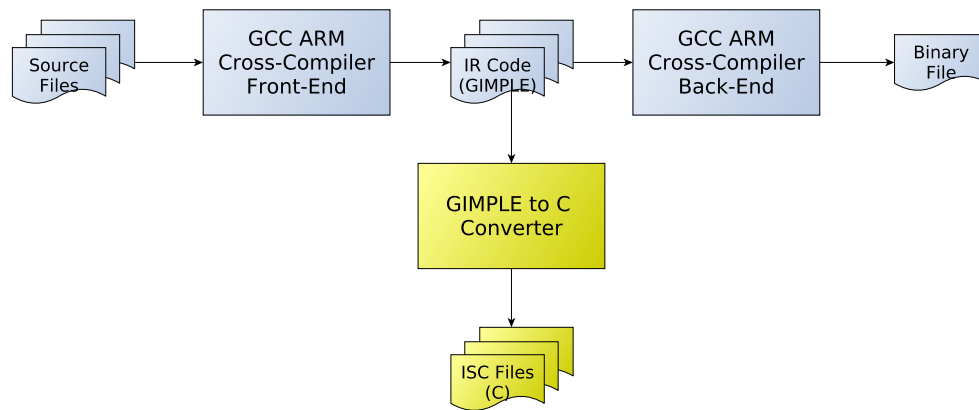 Source
Files
GCC ARM
Cross-Compiler
Front-End
IR Code
(GIMPLE)
GCC ARM
Cross-Compiler
Back-End
Binary
File
GIMPLE to C
Converter
ISC Files
(C)